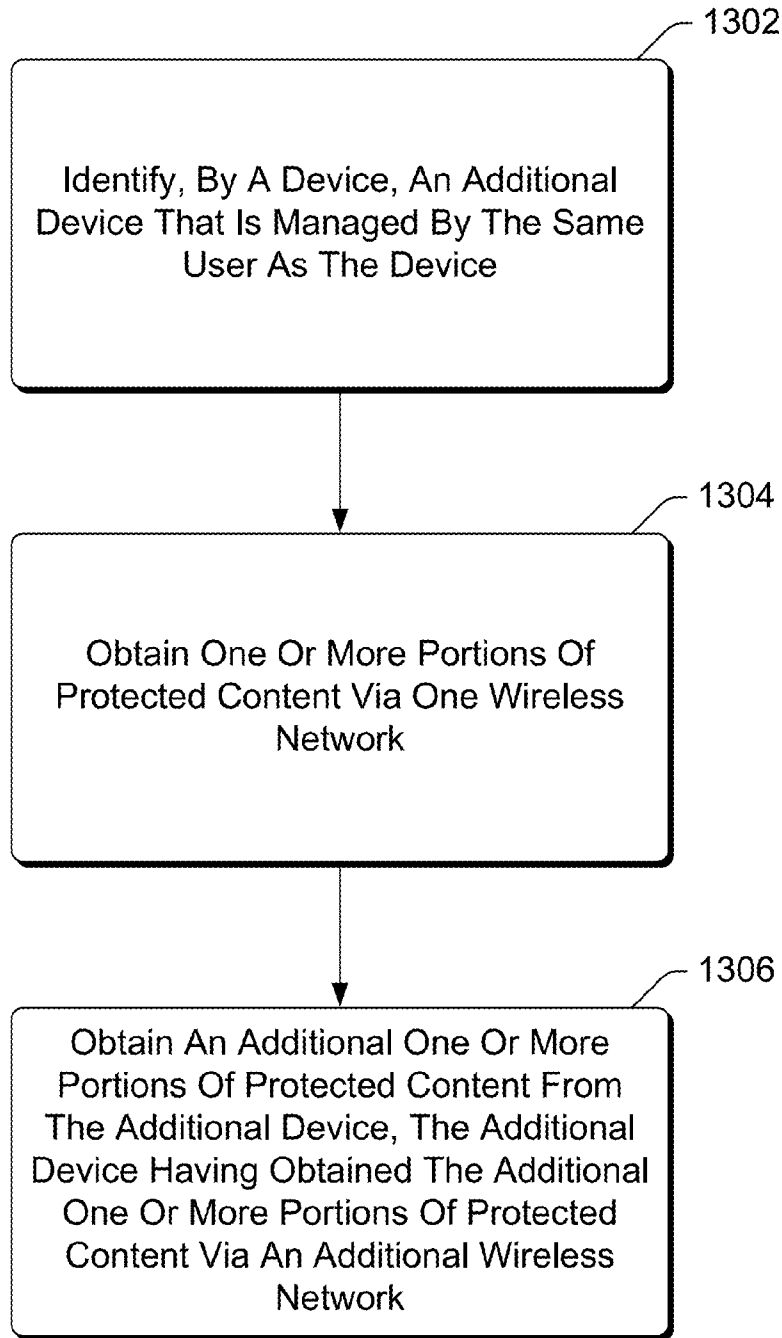 1302
Identify, By A Device, An Additional
Device That Is Managed By The Same
User As The Device
1304
Obtain One Or More Portions Of
Protected Content Via One Wireless
Network
1306
Obtain An Additional One Or More
Portions Of Protected Content From
The Additional Device, The Additional
Device Having Obtained The Additional
One Or More Portions Of Protected
Content Via An Additional Wireless
Network